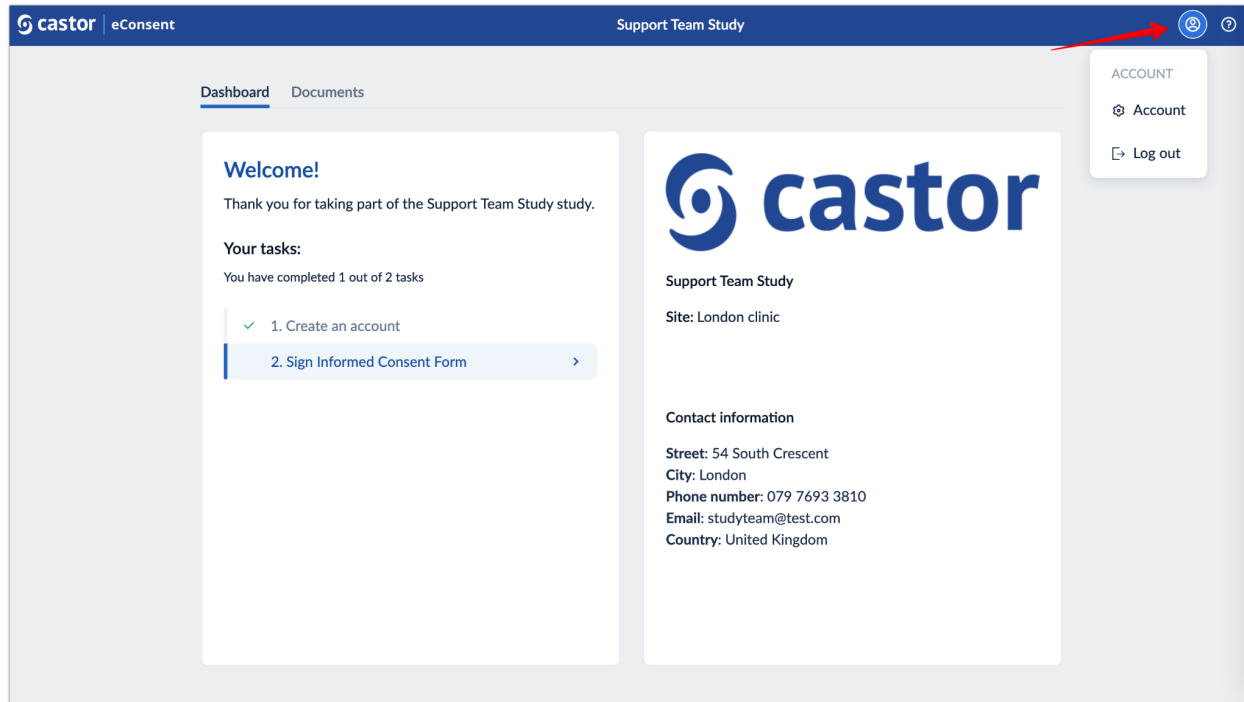 castor eConsent
Support Team Study
ACCOUNT
Account
Log out
Dashboard Documents
Welcome!
Thank you for taking part of the Support Team Study study.
Your tasks:
You have completed 1 out of 2 tasks
1. Create an account
2. Sign Informed Consent Form
castor
Support Team Study
Site: London clinic
Contact information
Street: 54 South Crescent
City: London
Phone number: 079 7693 3810
Email: studyteam@test.com
Country: United Kingdom